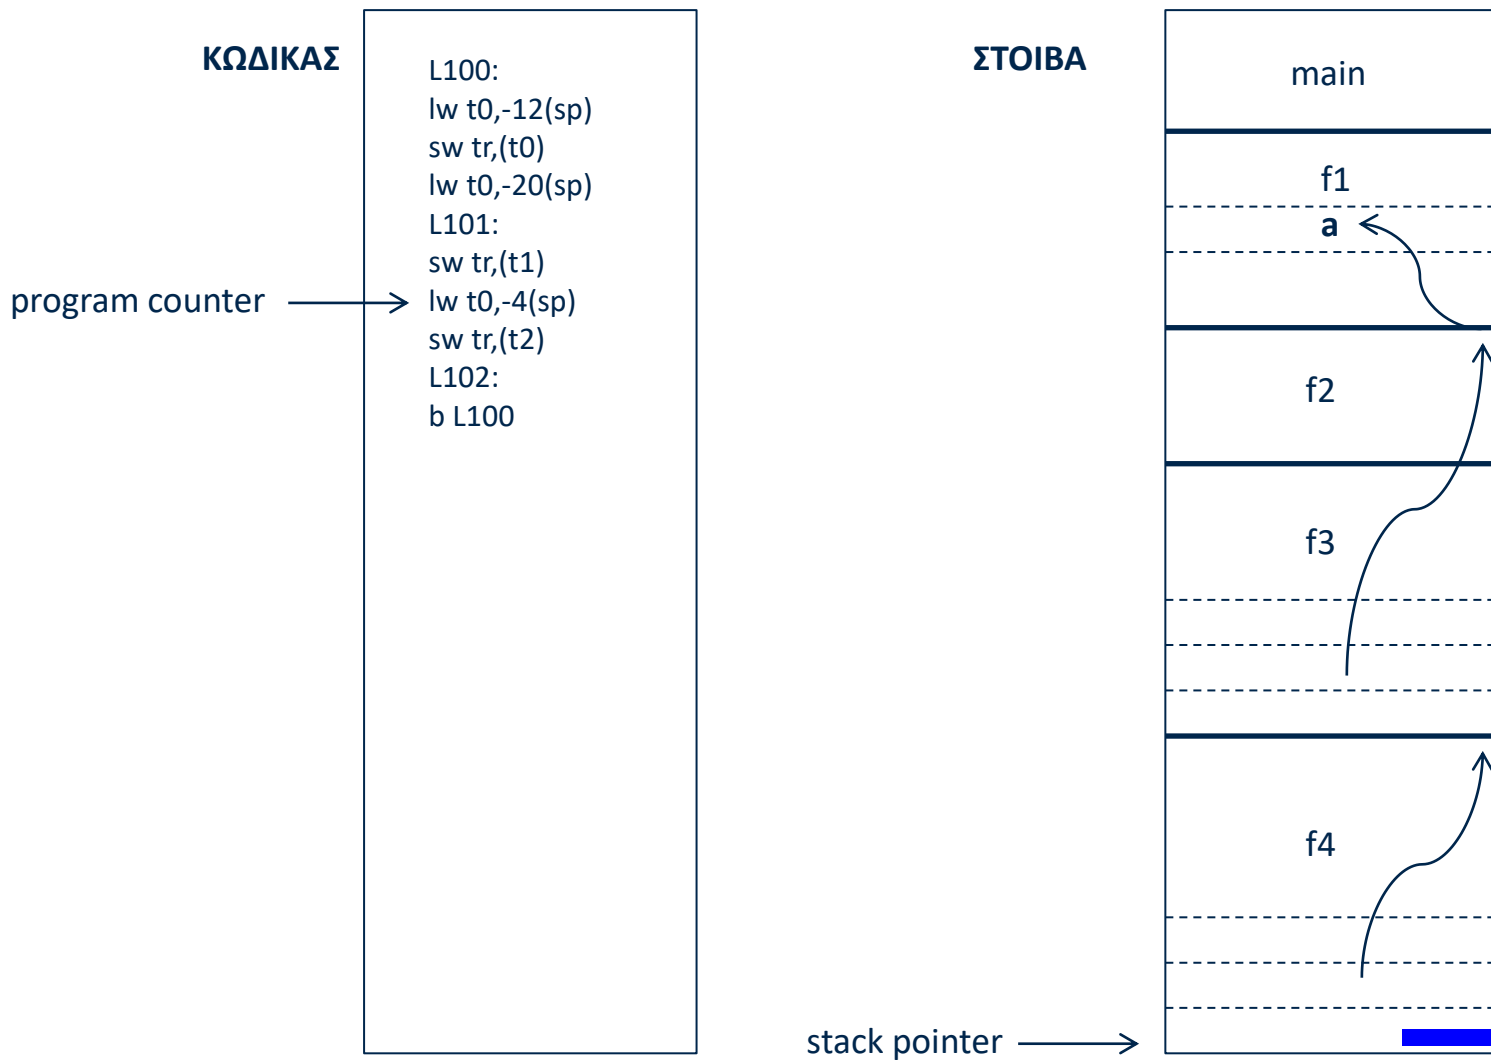 ΚΩΔΙΚΑΣ
L100:
lw t0,-12(sp)
sw tr,(t0)
lw t0,-20(sp)
L101:
sw tr,(t1)
lw t0,-4(sp)
sw tr,(t2)
L102:
b L100
program counter
ΣΤΟΙΒΑ
main
f1
a
f2
f3
f4
stack pointer